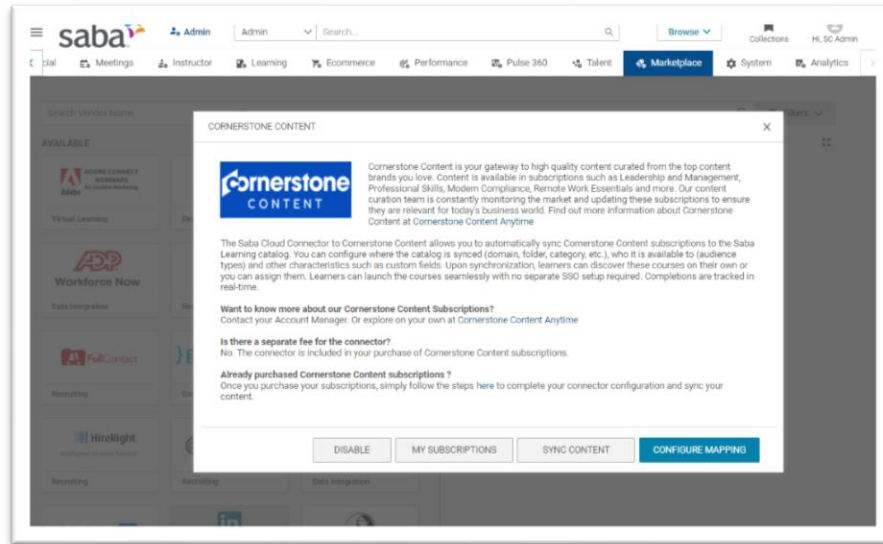 saba
Admin
Admin
Search...
Browse
Collections
Hi, SC Admin
cial
Meetings
Instructor
Learning
Ecommerce
Performance
Pulse 360
Talent
Marketplace
System
Analytics
Search Vendor Name
Filters
AVAILABLE
CORNERSTONE CONTENT
Cornerstone
CONTENT
Cornerstone Content is your gateway to high quality content curated from the top content
brands you love. Content is available in subscriptions such as Leadership and Management,
Professional Skills, Modern Compliance, Remote Work Essentials and more. Our content
curation team is constantly monitoring the market and updating these subscriptions to ensure
they are relevant for today's business world. Find out more information about Cornerstone
Content at Cornerstone Content Anytime
The Saba Cloud Connector to Cornerstone Content allows you to automatically sync Cornerstone Content subscriptions to the Saba
Learning catalog. You can configure where the catalog is synced (domain, folder, category, etc.), who it is available to (audience
types) and other characteristics such as custom fields. Upon synchronization, learners can discover these courses on their own or
you can assign them. Learners can launch the courses seamlessly with no separate SSO setup required. Completions are tracked in
real-time.
Want to know more about our Cornerstone Content Subscriptions?
Contact your Account Manager. Or explore on your own at Cornerstone Content Anytime
Is there a separate fee for the connector?
No. The connector is included in your purchase of Cornerstone Content subscriptions.
Already purchased Cornerstone Content subscriptions ?
Once you purchase your subscriptions, simply follow the steps here to complete your connector configuration and sync your
content.
DISABLE
MY SUBSCRIPTIONS
SYNC CONTENT
CONFIGURE MAPPING
ADOBE CONNECT
WEBINARS
Adobe
Virtual Learning
ADP
Workforce Now
Data Integration
FullContact
Recruiting
HireRight
Recruiting
Recruiting
Data Integration
in